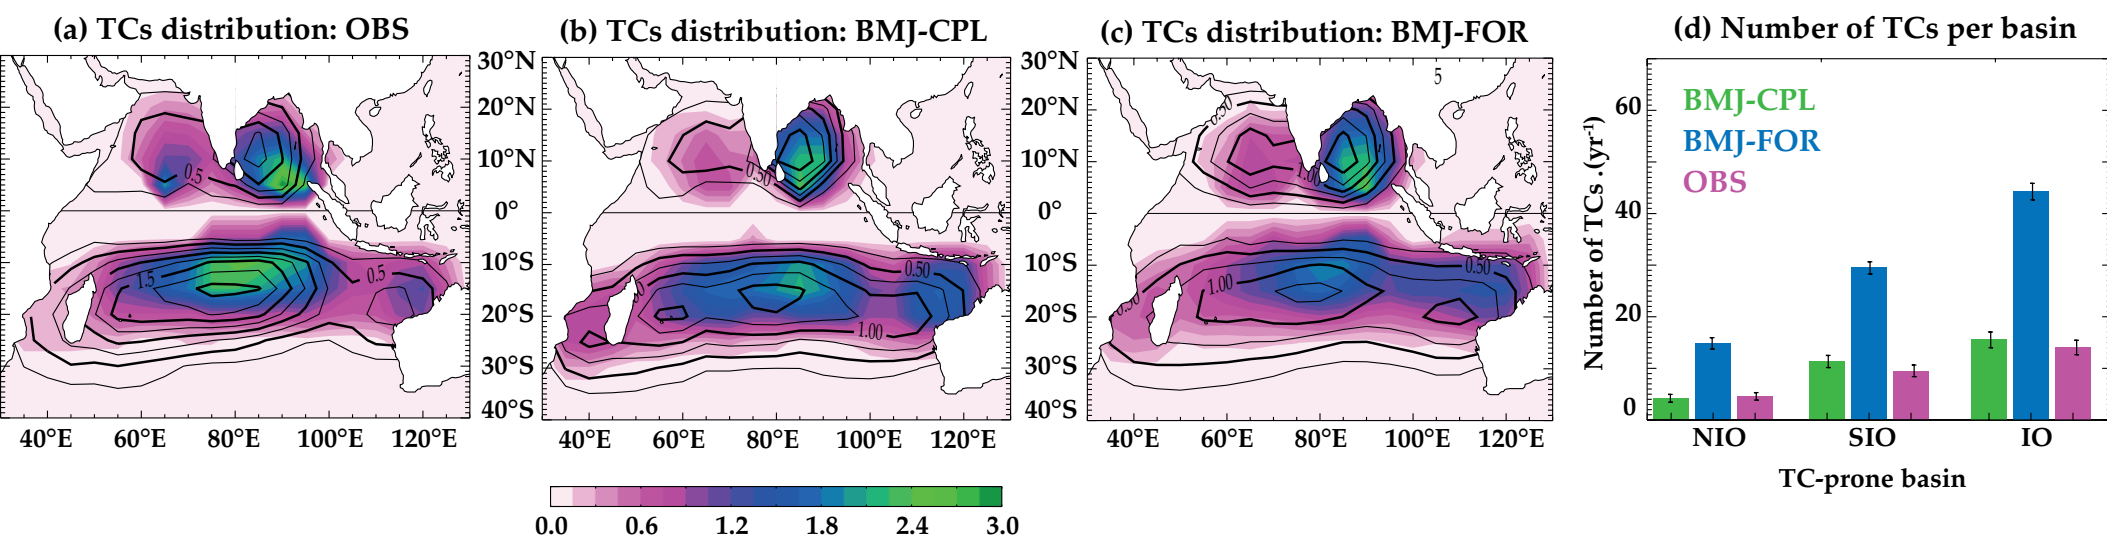 (a) TCs distribution: OBS
(b) TCs distribution: BMJ-CPL
(c) TCs distribution: BMJ-FOR
(d) Number of TCs per basin
0.5
1.5
0.5
40°E 60°E 80°E 100°E 120°E
30°N
20°N
10°N
0°
10°S
20°S
30°S
40°S
0.50
0.50
1.00
40°E 60°E 80°E 100°E 120°E
30°N
20°N
10°N
0°
10°S
20°S
30°S
40°S
5
0.50
1.00
0.50
1.00
0.50
40°E 60°E 80°E 100°E 120°E
0.0 0.6 1.2 1.8 2.4 3.0
Number of TCs .(yr-1)
60
40
20
0
BMJ-CPL
BMJ-FOR
OBS
NIO SIO IO
TC-prone basin